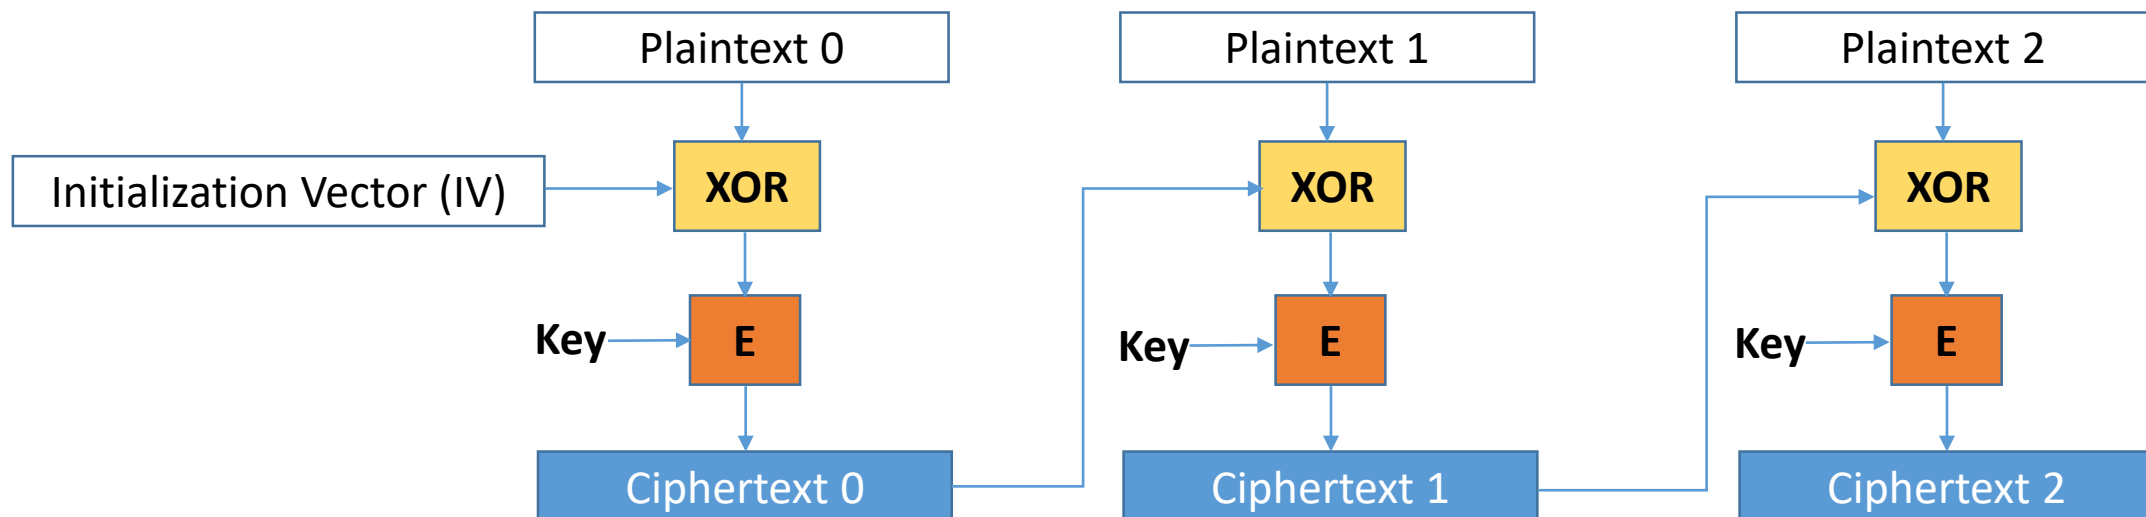 Plaintext 0
Plaintext 1
Plaintext 2
Initialization Vector (IV)
XOR
XOR
XOR
Key
E
Key
E
Key
E
Ciphertext 0
Ciphertext 1
Ciphertext 2